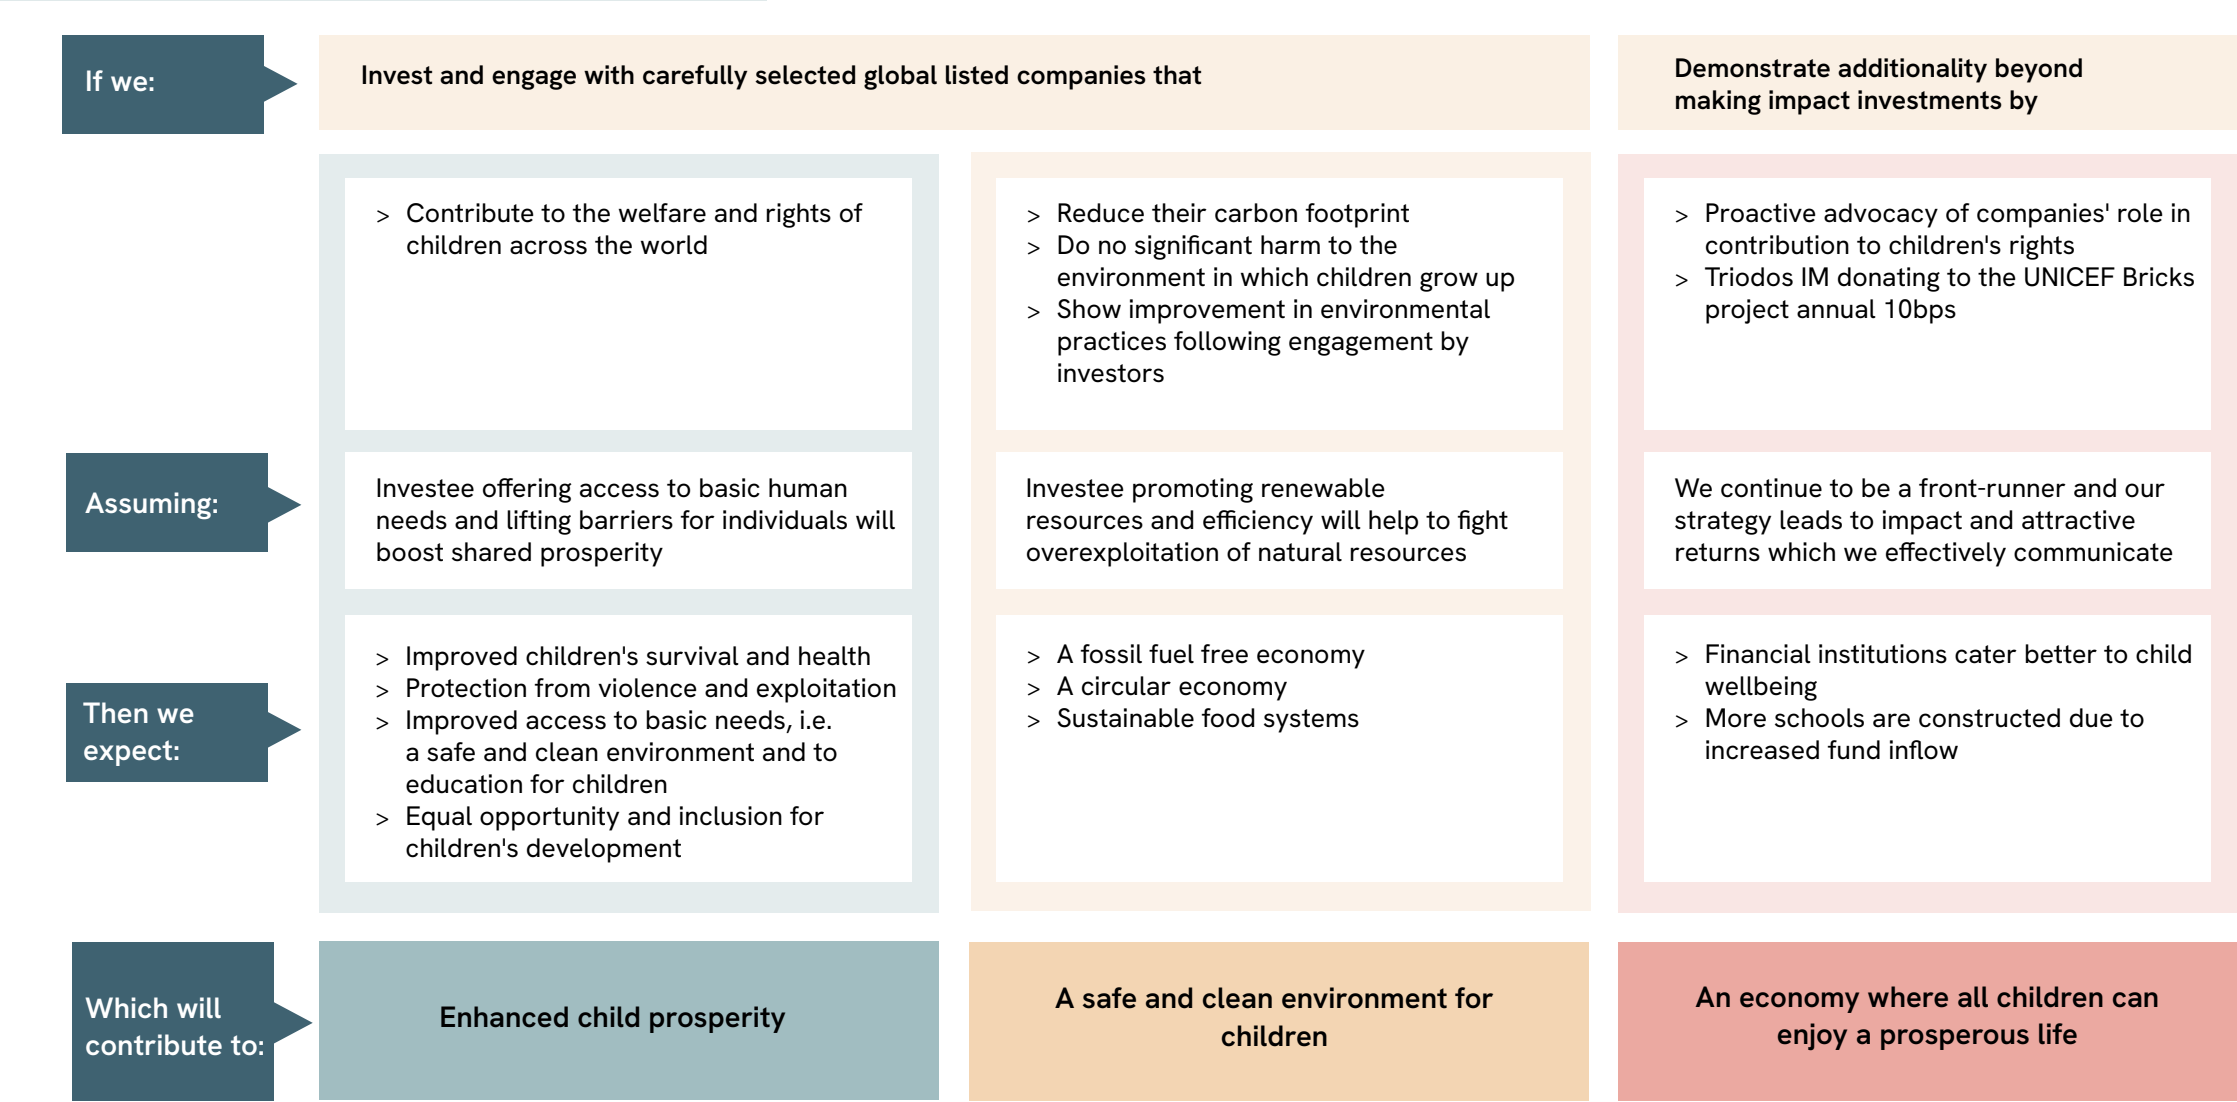 If we:
Invest and engage with carefully selected global listed companies that
Demonstrate additionality beyond
making impact investments by
> Contribute to the welfare and rights of
children across the world
> Reduce their carbon footprint
> Do no significant harm to the
environment in which children grow up
> Show improvement in environmental
practices following engagement by
investors
> Proactive advocacy of companies' role in
contribution to children's rights
> Triodos IM donating to the UNICEF Bricks
project annual 10bps
Assuming:
Investee offering access to basic human
needs and lifting barriers for individuals will
boost shared prosperity
Investee promoting renewable
resources and efficiency will help to fight
overexploitation of natural resources
We continue to be a front-runner and our
strategy leads to impact and attractive
returns which we effectively communicate
Then we
expect:
> Improved children's survival and health
> Protection from violence and exploitation
> Improved access to basic needs, i.e.
a safe and clean environment and to
education for children
> Equal opportunity and inclusion for
children's development
> A fossil fuel free economy
> A circular economy
> Sustainable food systems
> Financial institutions cater better to child
wellbeing
> More schools are constructed due to
increased fund inflow
Which will
contribute to:
Enhanced child prosperity
A safe and clean environment for
children
An economy where all children can
enjoy a prosperous life